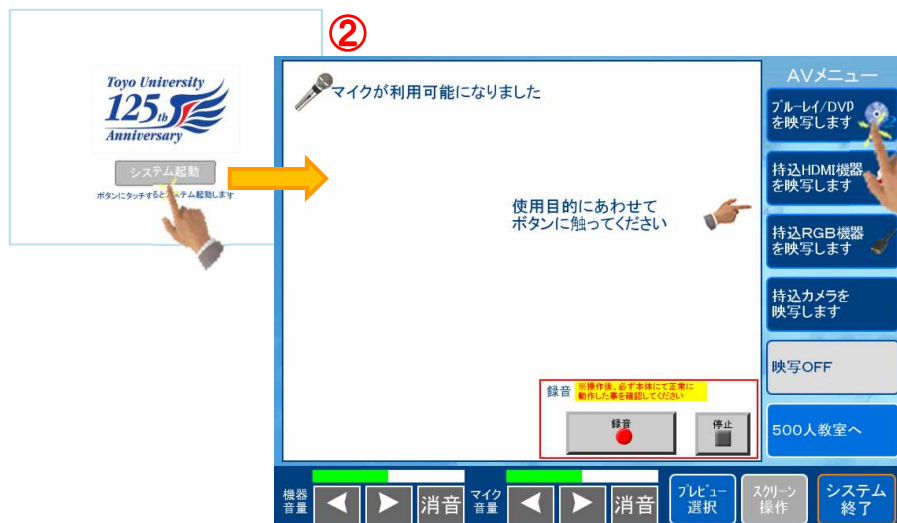 ②
Toyo University
125th
Anniversary
システム起動
ボタンにタッチするとシステム起動します
マイクが利用可能になりました
使用目的にあわせて
ボタンに触ってください
録音
※操作後、必ず本体にて正常に
動作した事を確認してください
録音
停止
AVメニュー
ブルーレイ/DVD
を映写します
持込HDMI機器
を映写します
持込RGB機器
を映写します
持込カメラを
映写します
映写OFF
500人教室へ
機器
音量
消音
マイク
音量
消音
プレビュー
選択
スクリーン
操作
システム
終了